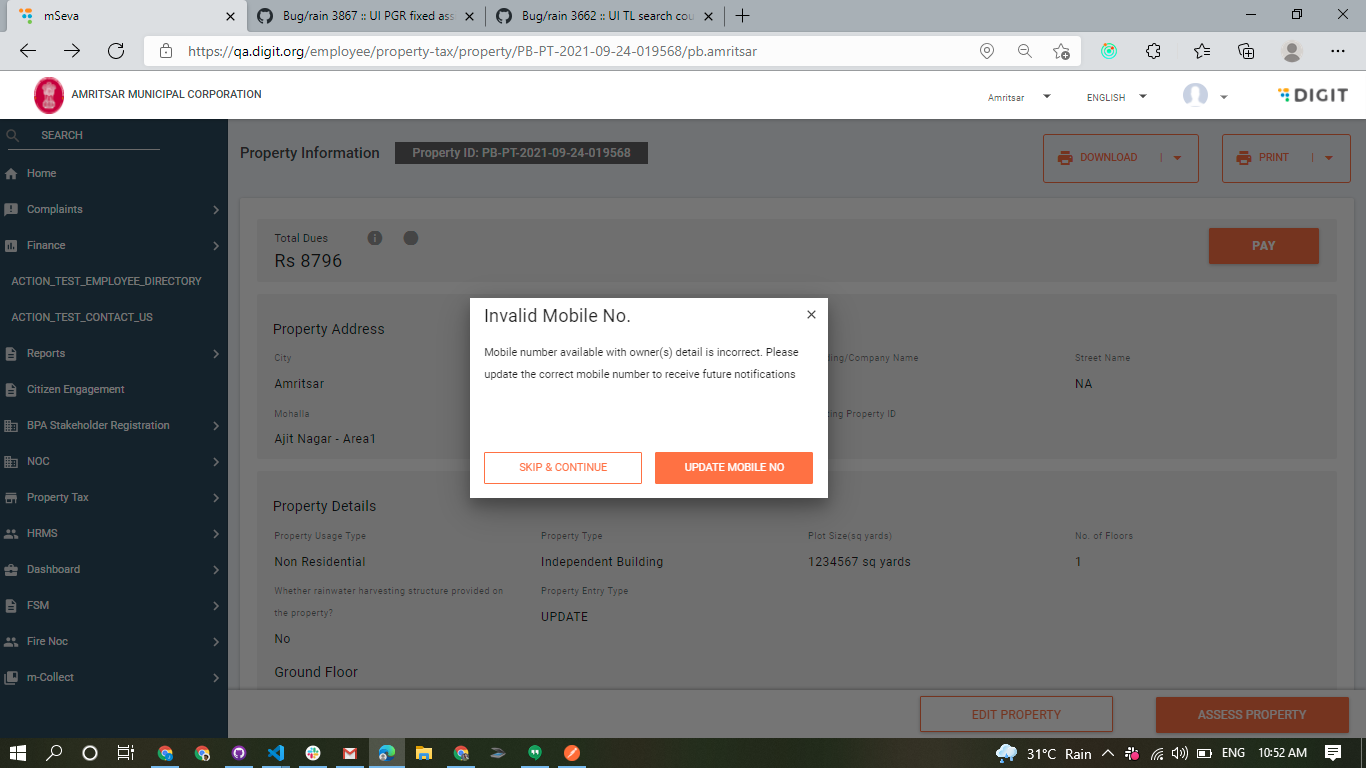 mSeva
Bug/rain 3867 :: UI PGR fixed ass
Bug/rain 3662 :: UI TL search cou
https://qa.digit.org/employee/property-tax/property/PB-PT-2021-09-24-019568/pb.amritsar
AMRITSAR MUNICIPAL CORPORATION
Amritsar
ENGLISH
DIGIT
SEARCH
Home
Complaints
Finance
ACTION_TEST_EMPLOYEE_DIRECTORY
ACTION_TEST_CONTACT_US
Reports
Citizen Engagement
BPA Stakeholder Registration
NOC
Property Tax
HRMS
Dashboard
FSM
Fire Noc
m-Collect
Property Information
Property ID: PB-PT-2021-09-24-019568
DOWNLOAD
PRINT
Total Dues
Rs 8796
PAY
Property Address
City
ing/Company Name
Street Name
Amritsar
NA
Mohalla
ing Property ID
Ajit Nagar - Area1
Invalid Mobile No.
Mobile number available with owner(s) detail is incorrect. Please
update the correct mobile number to receive future notifications
SKIP & CONTINUE
UPDATE MOBILE NO
Property Details
Property Usage Type
Property Type
Plot Size(sq yards)
No. of Floors
Non Residential
Independent Building
1234567 sq yards
1
Whether rainwater harvesting structure provided on
the property?
Property Entry Type
No
UPDATE
Ground Floor
EDIT PROPERTY
ASSESS PROPERTY
31°C Rain
ENG
10:52 AM